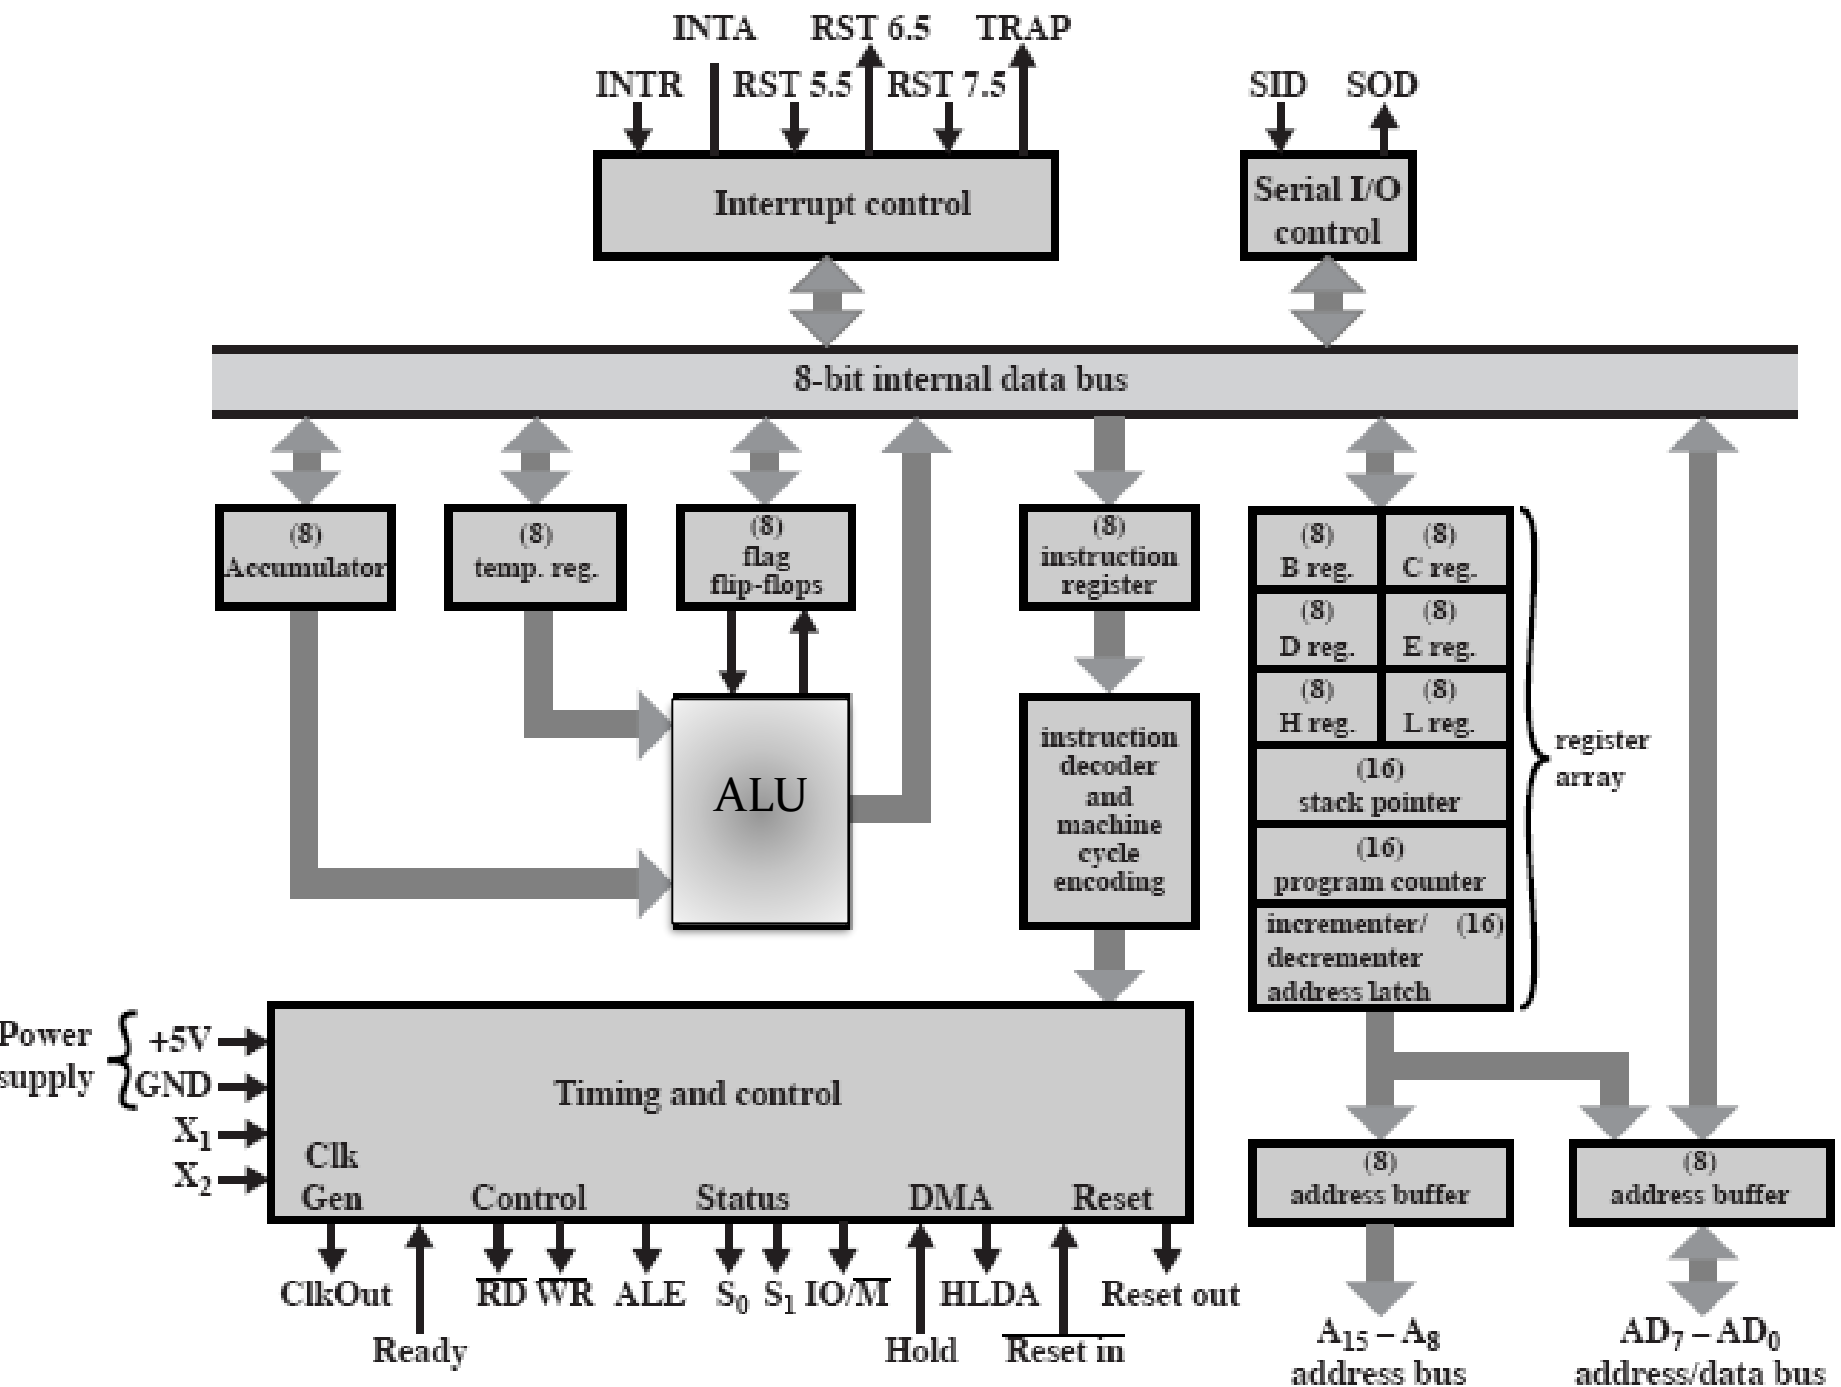 INTA RST 6.5 TRAP
INTR RST 5.5 RST 7.5 SID SOD
Interrupt control
Serial I/O
control
8-bit internal data bus
(8)
Accumulator
(8)
temp. reg.
(8)
flag
flip-flops
(8)
instruction
register
(8)
B reg.
(8)
C reg.
(8)
D reg.
(8)
E reg.
(8)
H reg.
(8)
L reg.
(16)
stack pointer
(16)
program counter
incrementer/ (16)
decrementer
address latch
register
array
ALU
instruction
decoder
and
machine
cycle
encoding
Power
supply
+5V
GND
X₁
X₂
Timing and control
Clk
Gen Control Status DMA Reset
ClkOut R̅D̅ W̅R̅ ALE S₀ S₁ IO/M̅ HLDA Reset out
Ready Hold R̅e̅s̅e̅t̅ ̅i̅n̅
(8)
address buffer
(8)
address buffer
A₁₅ – A₈
address bus
AD₇ – AD₀
address/data bus